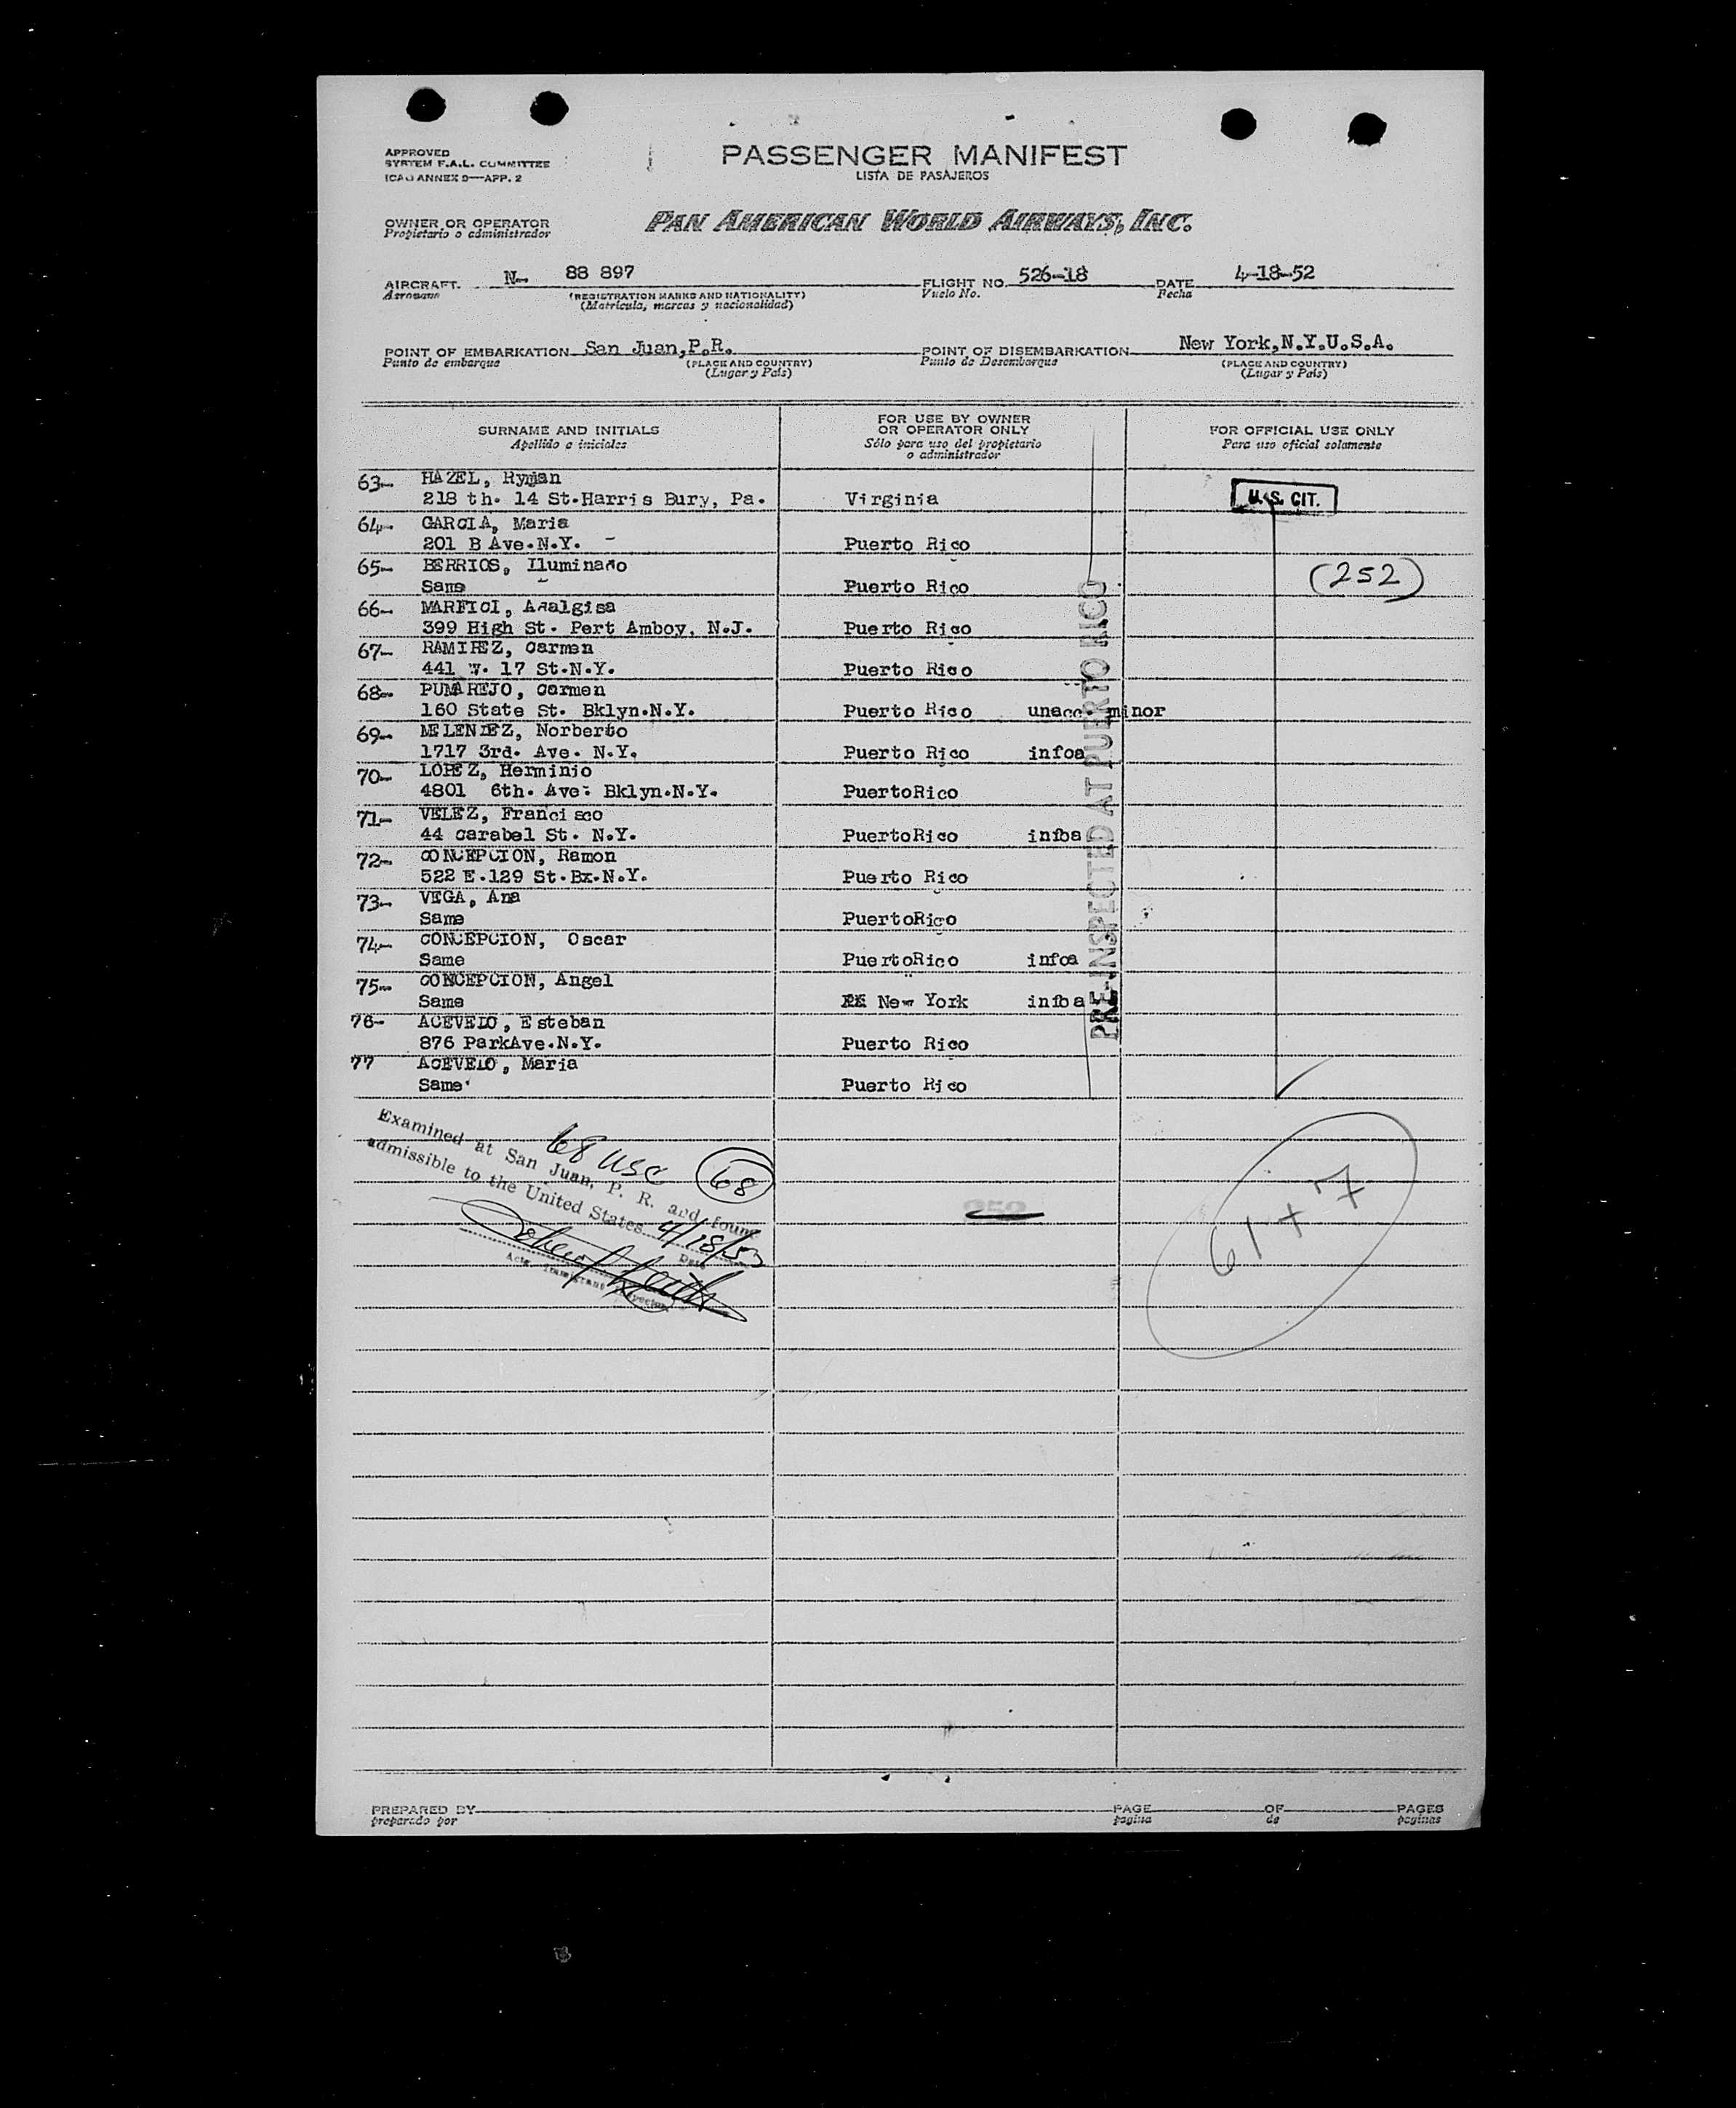 APPROVED
SYSTEM F.A.L. COMMITTEE
ICAO ANNEX 9—APP. 2
PASSENGER MANIFEST
LISTA DE PASAJEROS
OWNER OR OPERATOR
Propietario o administrador
PAN AMERICAN WORLD AIRWAYS, INC.
AIRCRAFT N- 88 897 FLIGHT NO. 526-18 DATE 4-18-52
Aeronave (REGISTRATION MARKS AND NATIONALITY) Vuelo No. Fecha
(Matrícula, marcas y nacionalidad)
POINT OF EMBARKATION San Juan,P.R. POINT OF DISEMBARKATION New York,N.Y.U.S.A.
Punto de embarque (PLACE AND COUNTRY) Punto de Desembarque (PLACE AND COUNTRY)
(Lugar y País) (Lugar y País)
SURNAME AND INITIALS
Apellido e iniciales
FOR USE BY OWNER
OR OPERATOR ONLY
Sólo para uso del propietario
o administrador
FOR OFFICIAL USE ONLY
Para uso oficial solamente
63- HAZEL, Hyman
218 th. 14 St.Harris Bury, Pa. Virginia U.S. CIT.
64- GARCIA, Maria
201 B Ave.N.Y. - Puerto Rico
65- BERRIOS, Iluminado (252)
Same Puerto Rico
66- MARFICI, Adalgisa
399 High St. Pert Amboy, N.J. Puerto Rico
67- RAMIREZ, Carmen
441 W. 17 St.N.Y. Puerto Rico
68- PUMAREJO, Carmen
160 State St. Bklyn.N.Y. Puerto Rico unacc. minor
69- MELENDEZ, Norberto
1717 3rd. Ave. N.Y. Puerto Rico infoa
70- LOPEZ, Herminio
4801 6th. Ave. Bklyn.N.Y. PuertoRico
71- VELEZ, Francisco
44 Carabel St. N.Y. PuertoRico infoa
72- CONCEPCION, Ramon
522 E.129 St.Bx.N.Y. Puerto Rico
73- VEGA, Ana
Same PuertoRico
74- CONCEPCION, Oscar
Same PuertoRico infoa
75- CONCEPCION, Angel
Same New York infoa
76- ACEVEDO, Esteban
876 ParkAve.N.Y. Puerto Rico
77 ACEVEDO, Maria
Same Puerto Rico
PRE-INSPECTED AT PUERTO RICO
68 USC (68)
Examined at San Juan, P. R. and found
admissible to the United States 4/18/52
Date
Actg. Immigrant Inspector
252
61 + 7
PREPARED BY PAGE OF PAGES
preparado por pagina de paginas